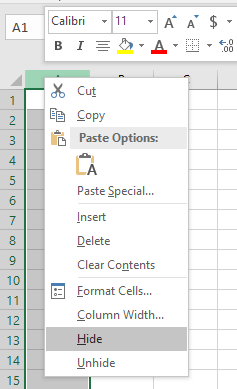 Calibri 11 A A $
A1 B I A .00
A B C
1
2
3
4
5
6
7
8
9
10
11
12
13
14
15
Cut
Copy
Paste Options:
A
Paste Special...
Insert
Delete
Clear Contents
Format Cells...
Column Width...
Hide
Unhide